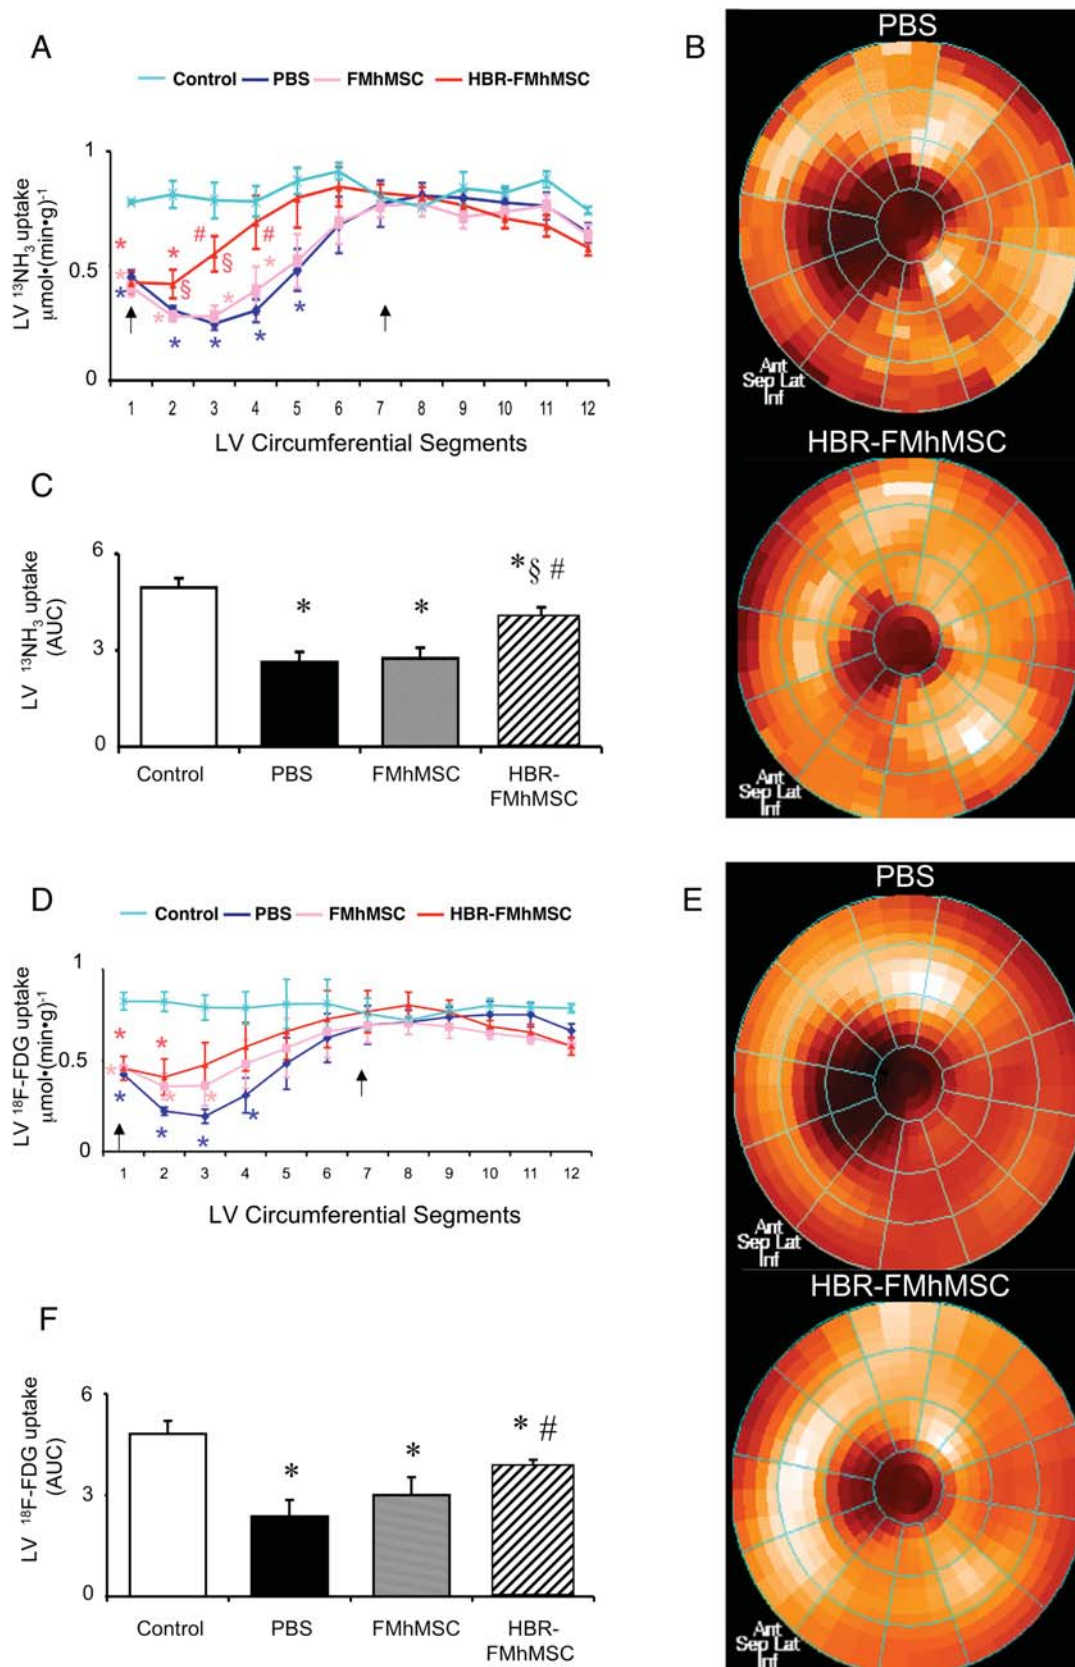 A
Control PBS FMhMSC HBR-FMhMSC
LV ¹³NH₃ uptake
μmol•(min•g)⁻¹
1
0.5
0
* * # #
* § § *
* * *
* * * * *
1 2 3 4 5 6 7 8 9 10 11 12
LV Circumferential Segments
B
PBS
Ant
Sep Lat
Inf
HBR-FMhMSC
Ant
Sep Lat
Inf
C
LV ¹³NH₃ uptake
(AUC)
6
3
0
* * *§ #
Control PBS FMhMSC HBR-
FMhMSC
D
Control PBS FMhMSC HBR-FMhMSC
LV ¹⁸F-FDG uptake
μmol•(min•g)⁻¹
1
0.5
0
* *
* * *
* * * *
1 2 3 4 5 6 7 8 9 10 11 12
LV Circumferential Segments
E
PBS
Ant
Sep Lat
Inf
HBR-FMhMSC
Ant
Sep Lat
Inf
F
LV ¹⁸F-FDG uptake
(AUC)
6
3
0
* * * #
Control PBS FMhMSC HBR-
FMhMSC